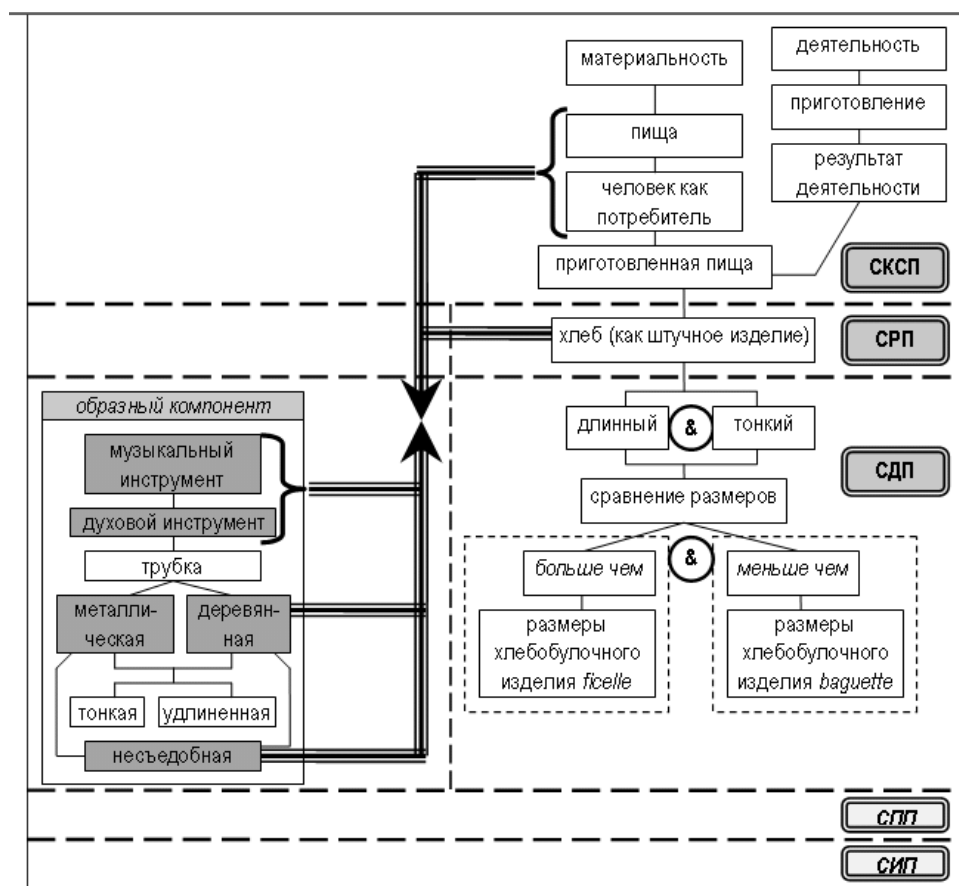 материальность
деятельность
пища
приготовление
человек как
потребитель
результат
деятельности
приготовленная пища
СКСП
хлеб (как штучное изделие)
СРП
образный компонент
музыкальный
инструмент
духовой инструмент
трубка
металли-
ческая
деревян-
ная
тонкая
удлиненная
несъедобная
длинный
&
тонкий
СДП
сравнение размеров
больше чем
&
меньше чем
размеры
хлебобулочного
изделия ficelle
размеры
хлебобулочного
изделия baguette
СПП
СИП